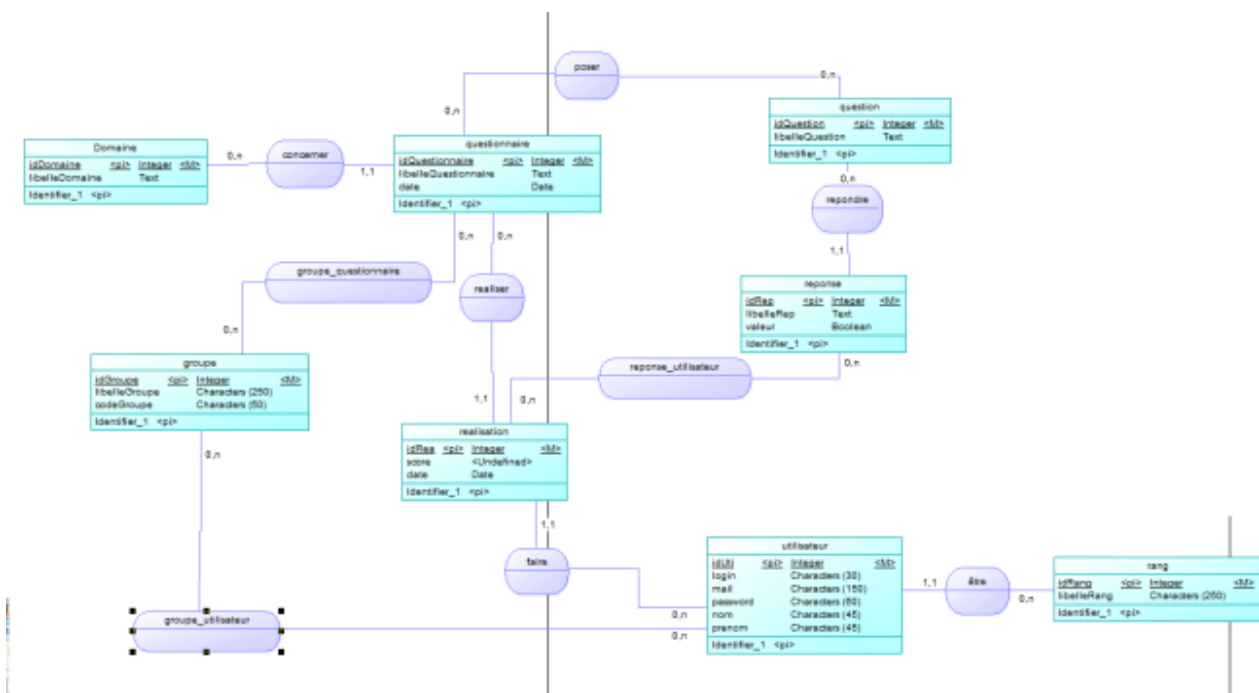 poser
0,n
0,n
question
idQuestion <pi> Integer <M>
libelleQuestion Text
Identifier_1 <pi>
Domaine
idDomaine <pi> Integer <M>
libelleDomaine Text
Identifier_1 <pi>
0,n
concerner
1,1
questionnaire
idQuestionnaire <pi> Integer <M>
libelleQuestionnaire Text
date Date
Identifier_1 <pi>
0,n
repondre
1,1
0,n
0,n
groupe_questionnaire
realiser
0,n
reponse
idRep <pi> Integer <M>
libelleRep Text
valeur Boolean
Identifier_1 <pi>
0,n
reponse_utilisateur
groupe
idGroupe <pi> Integer <M>
libelleGroupe Characters (250)
codeGroupe Characters (50)
Identifier_1 <pi>
1,1
0,n
realisation
idRea <pi> Integer <M>
score <Undefined>
date Date
Identifier_1 <pi>
0,n
1,1
faire
utilisateur
idUti <pi> Integer <M>
login Characters (30)
mail Characters (150)
password Characters (60)
nom Characters (45)
prenom Characters (45)
Identifier_1 <pi>
1,1
être
0,n
rang
idRang <pi> Integer <M>
libelleRang Characters (250)
Identifier_1 <pi>
0,n
groupe_utilisateur
0,n